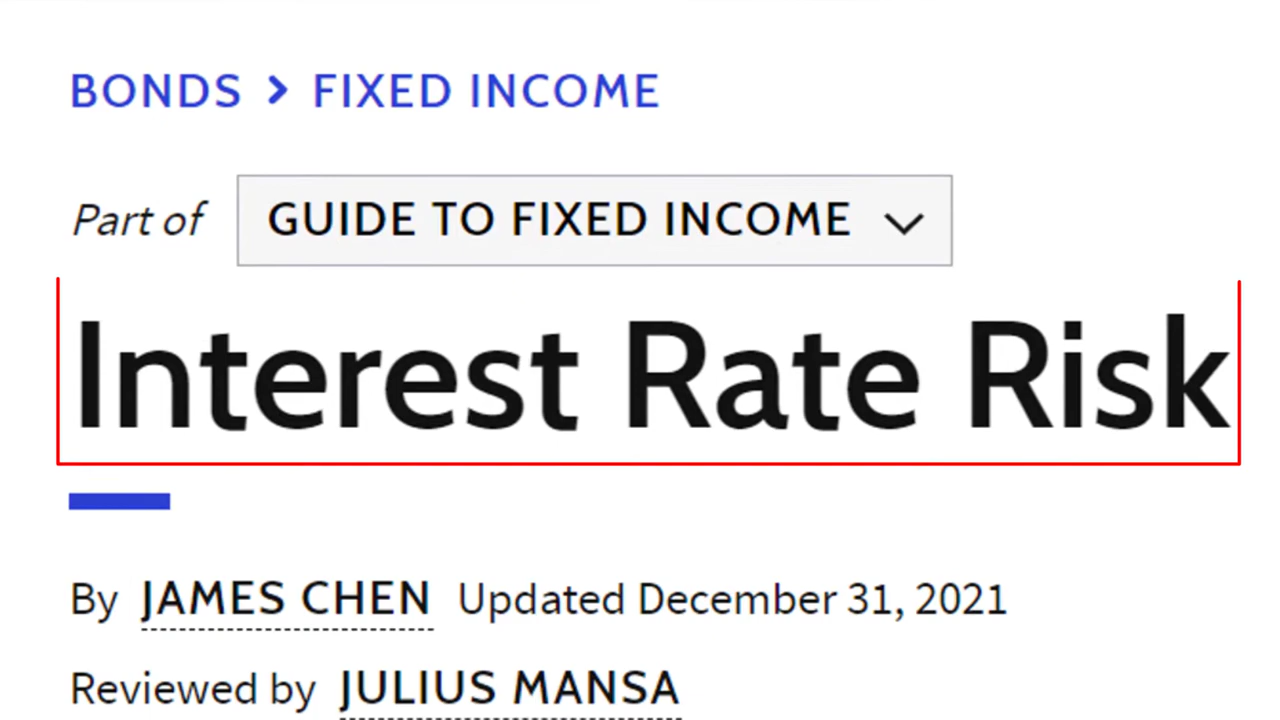 BONDS > FIXED INCOME
Part of GUIDE TO FIXED INCOME
Interest Rate Risk
By JAMES CHEN Updated December 31, 2021
Reviewed by JULIUS MANSA